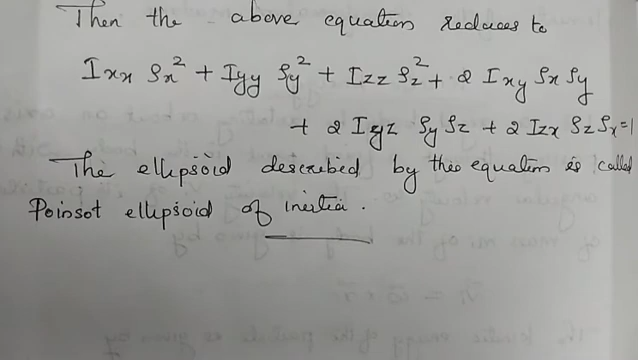 Then the above equation reduces to
Ixx ρx² + Iyy ρy² + Izz ρz² + 2 Ixy ρx ρy
+ 2 Iyz ρy ρz + 2 Izx ρz ρx = 1
The ellipsoid described by this equation is called
Poinsot ellipsoid of inertia.